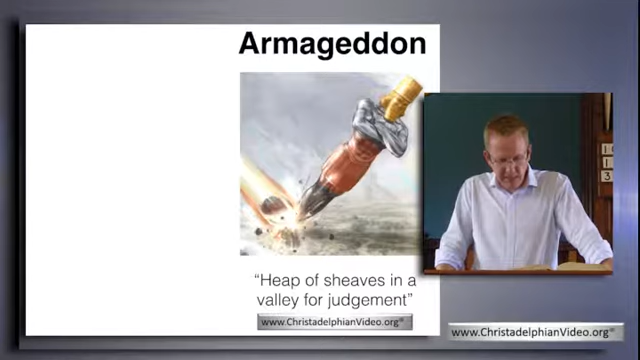 Armageddon
“Heap of sheaves in a
valley for judgement”
www.ChristadelphianVideo.org®
www.ChristadelphianVideo.org®